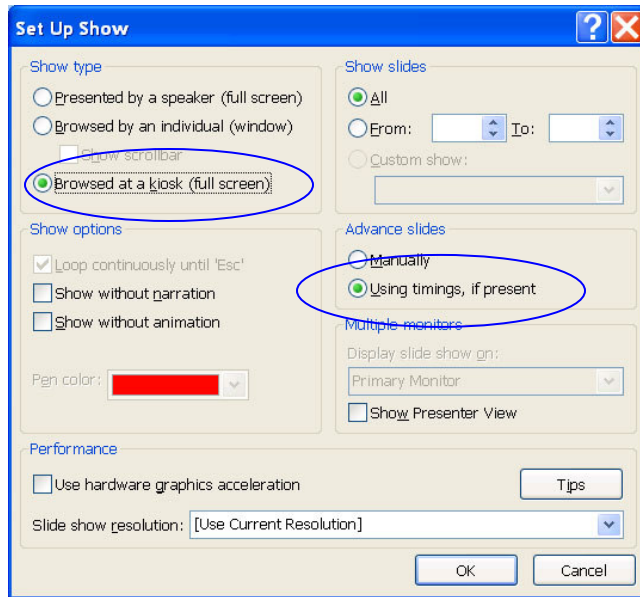 Set Up Show
Show type
Presented by a speaker (full screen)
Browsed by an individual (window)
Show scrollbar
Browsed at a kiosk (full screen)
Show slides
All
From: To:
Custom show:
Show options
Loop continuously until 'Esc'
Show without narration
Show without animation
Pen color:
Advance slides
Manually
Using timings, if present
Multiple monitors
Display slide show on:
Primary Monitor
Show Presenter View
Performance
Use hardware graphics acceleration
Tips
Slide show resolution: [Use Current Resolution]
OK Cancel